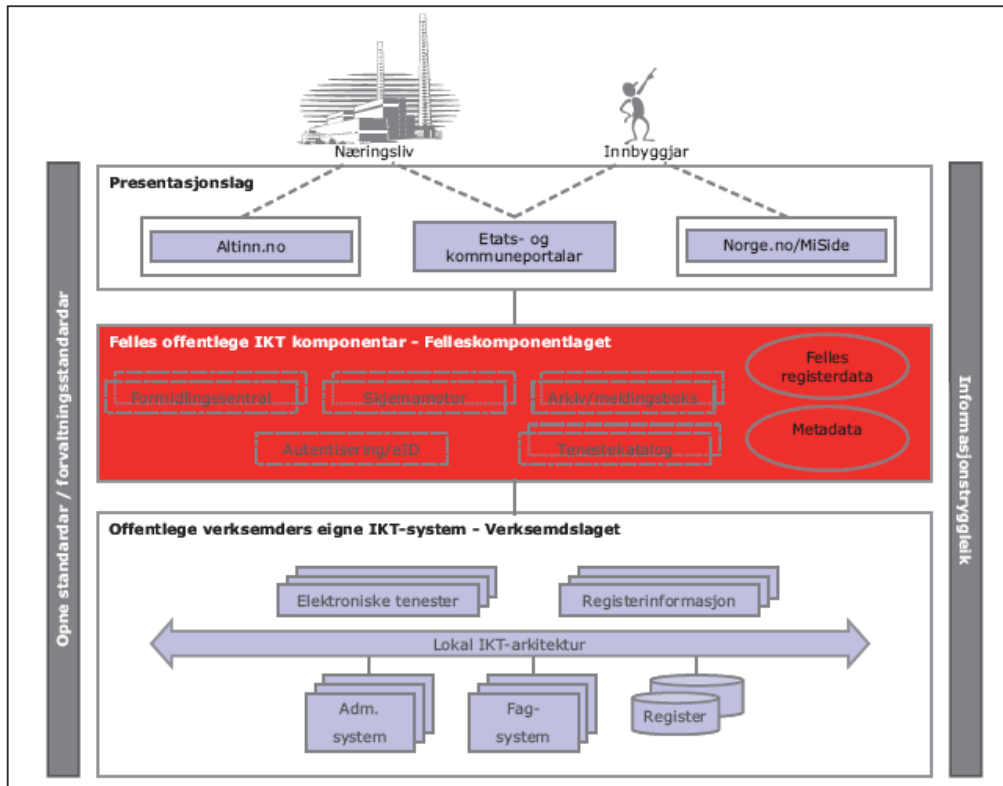 Næringsliv
Innbyggjar
Opne standardar / forvaltningsstandardar
Informasjonstryggleik
Presentasjonslag
Altinn.no
Etats- og
kommuneportalar
Norge.no/MiSide
Felles offentlege IKT komponentar - Felleskomponentlaget
Formidlingssentral
Skjemamotor
Arkiv/meldingsboks
Felles
registerdata
Autentisering/eID
Tenestekatalog
Metadata
Offentlege verksemders eigne IKT-system - Verksemdslaget
Elektroniske tenester
Registerinformasjon
Lokal IKT-arkitektur
Adm.
system
Fag-
system
Register